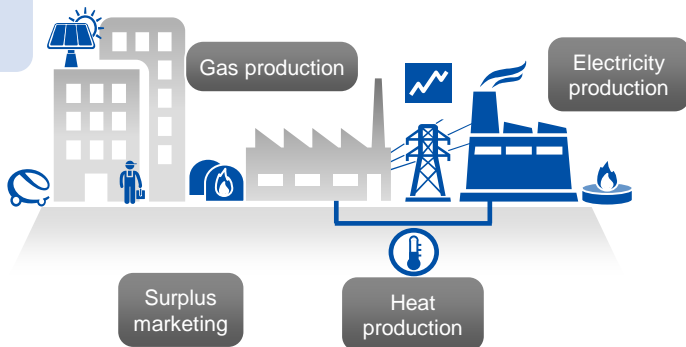 Gas production
Electricity
production
Surplus
marketing
Heat
production